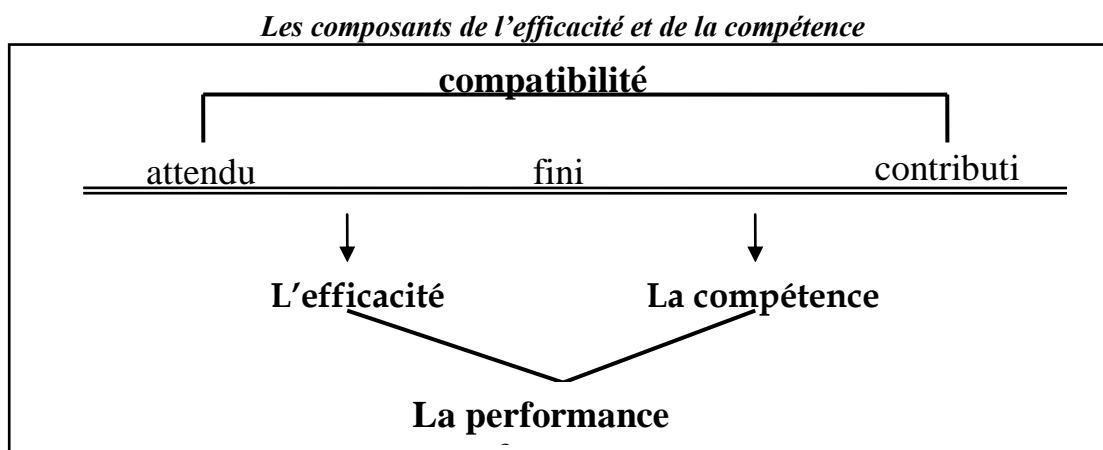 Les composants de l’efficacité et de la compétence
compatibilité
attendu fini contributi
L’efficacité La compétence
La performance